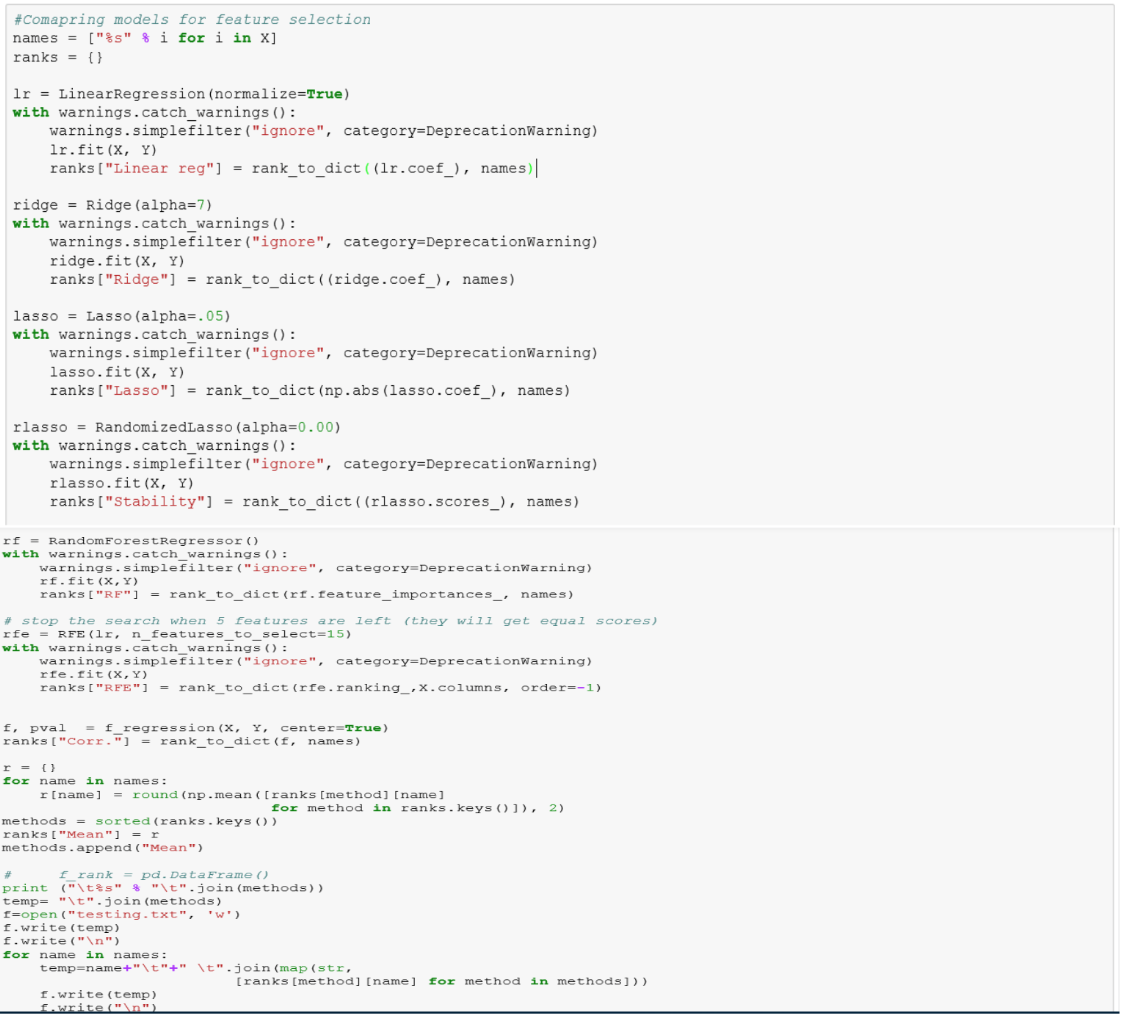 #Comapring models for feature selection
names = ["%s" % i for i in X]
ranks = {}
lr = LinearRegression(normalize=True)
with warnings.catch_warnings():
    warnings.simplefilter("ignore", category=DeprecationWarning)
    lr.fit(X, Y)
    ranks["Linear reg"] = rank_to_dict((lr.coef_), names)
ridge = Ridge(alpha=7)
with warnings.catch_warnings():
    warnings.simplefilter("ignore", category=DeprecationWarning)
    ridge.fit(X, Y)
    ranks["Ridge"] = rank_to_dict((ridge.coef_), names)
lasso = Lasso(alpha=.05)
with warnings.catch_warnings():
    warnings.simplefilter("ignore", category=DeprecationWarning)
    lasso.fit(X, Y)
    ranks["Lasso"] = rank_to_dict(np.abs(lasso.coef_), names)
rlasso = RandomizedLasso(alpha=0.00)
with warnings.catch_warnings():
    warnings.simplefilter("ignore", category=DeprecationWarning)
    rlasso.fit(X, Y)
    ranks["Stability"] = rank_to_dict((rlasso.scores_), names)
rf = RandomForestRegressor()
with warnings.catch_warnings():
    warnings.simplefilter("ignore", category=DeprecationWarning)
    rf.fit(X,Y)
    ranks["RF"] = rank_to_dict(rf.feature_importances_, names)
# stop the search when 5 features are left (they will get equal scores)
rfe = RFE(lr, n_features_to_select=15)
with warnings.catch_warnings():
    warnings.simplefilter("ignore", category=DeprecationWarning)
    rfe.fit(X,Y)
    ranks["RFE"] = rank_to_dict(rfe.ranking_,X.columns, order=-1)
f, pval  = f_regression(X, Y, center=True)
ranks["Corr."] = rank_to_dict(f, names)
r = {}
for name in names:
    r[name] = round(np.mean([ranks[method][name]
                             for method in ranks.keys()]), 2)
methods = sorted(ranks.keys())
ranks["Mean"] = r
methods.append("Mean")
#     f_rank = pd.DataFrame()
print ("\t%s" % "\t".join(methods))
temp= "\t".join(methods)
f=open("testing.txt", 'w')
f.write(temp)
f.write("\n")
for name in names:
    temp=name+"\t"+" \t".join(map(str,
                         [ranks[method][name] for method in methods]))
    f.write(temp)
    f.write("\n")